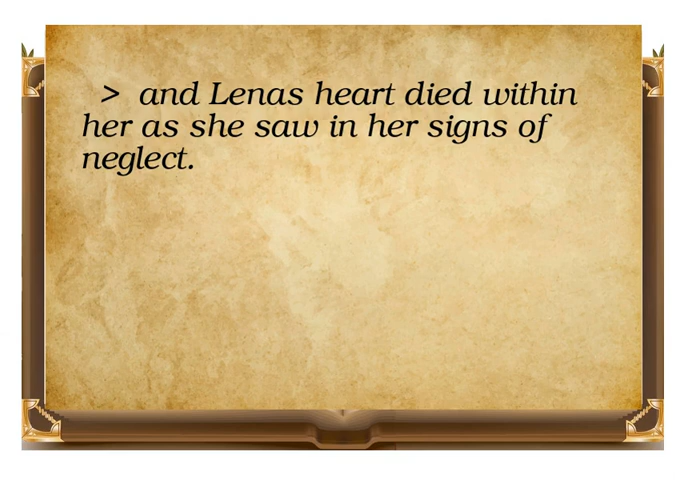 > and Lenas heart died within
her as she saw in her signs of
neglect.